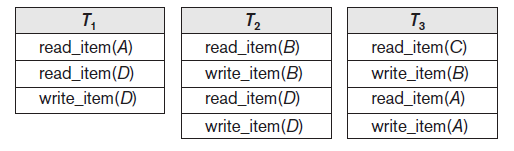 T1 T2 T3
read_item(A) read_item(B) read_item(C)
read_item(D) write_item(B) write_item(B)
write_item(D) read_item(D) read_item(A)
write_item(D) write_item(A)